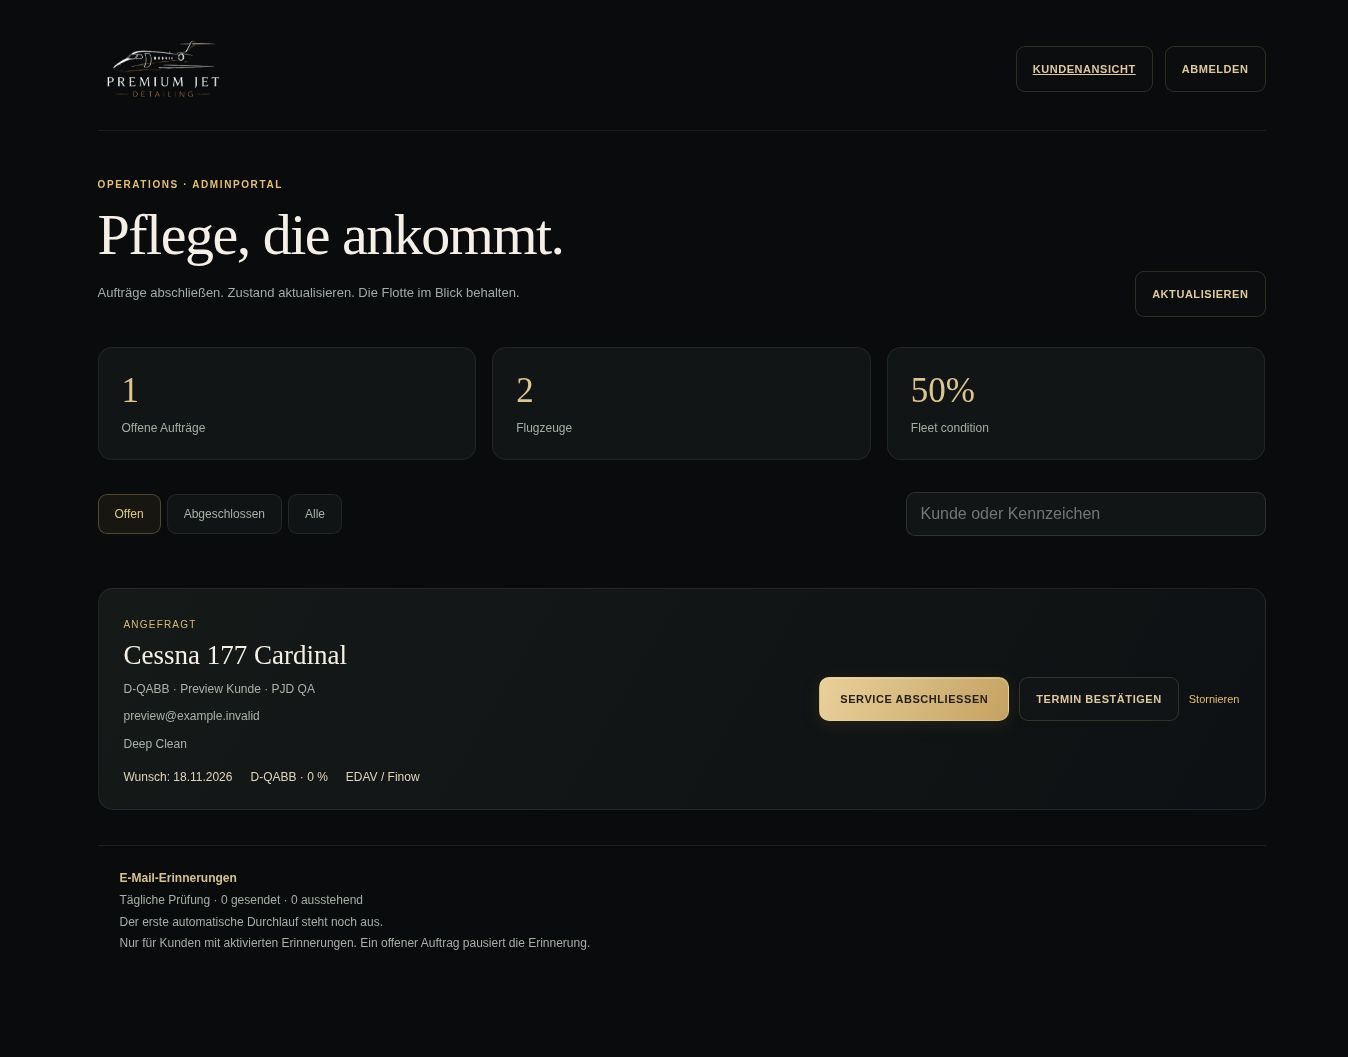 PREMIUM JET
DETAILING
KUNDENANSICHT
ABMELDEN
OPERATIONS · ADMINPORTAL
Pflege, die ankommt.
Aufträge abschließen. Zustand aktualisieren. Die Flotte im Blick behalten.
AKTUALISIEREN
1
Offene Aufträge
2
Flugzeuge
50%
Fleet condition
Offen
Abgeschlossen
Alle
Kunde oder Kennzeichen
ANGEFRAGT
Cessna 177 Cardinal
D-QABB · Preview Kunde · PJD QA
preview@example.invalid
Deep Clean
Wunsch: 18.11.2026 D-QABB · 0 % EDAV / Finow
SERVICE ABSCHLIESSEN
TERMIN BESTÄTIGEN
Stornieren
E-Mail-Erinnerungen
Tägliche Prüfung · 0 gesendet · 0 ausstehend
Der erste automatische Durchlauf steht noch aus.
Nur für Kunden mit aktivierten Erinnerungen. Ein offener Auftrag pausiert die Erinnerung.